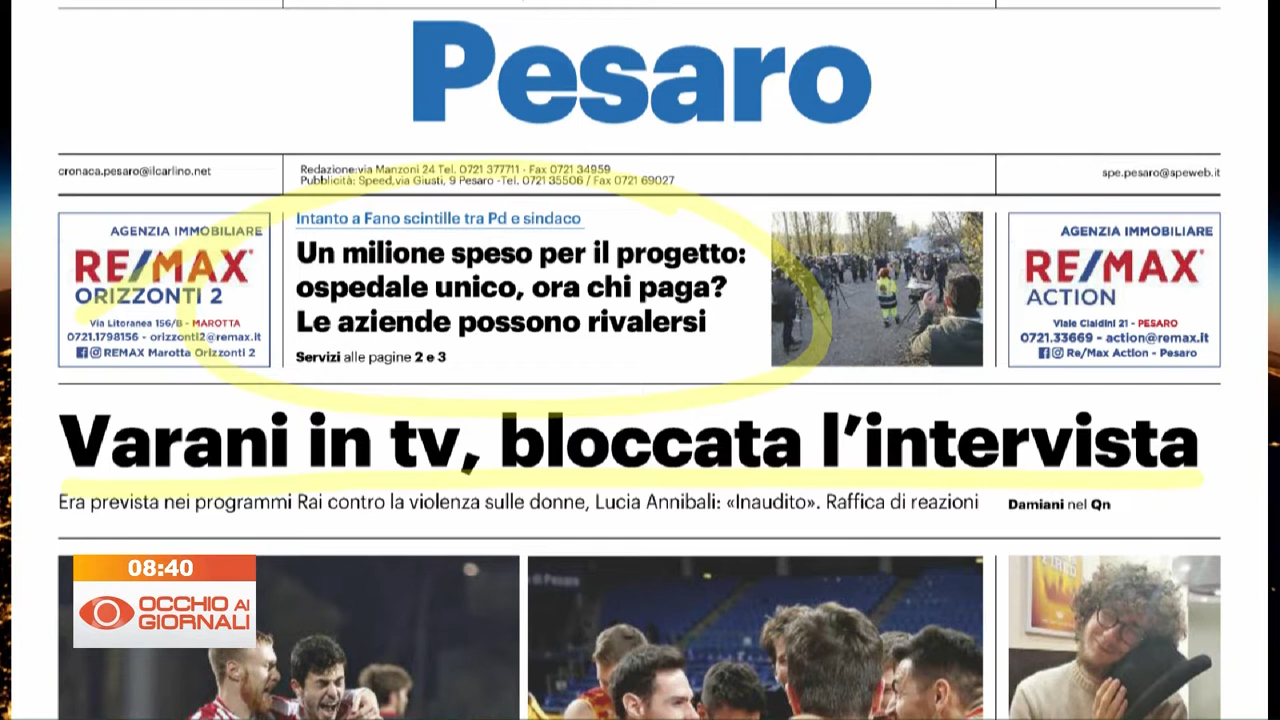 Pesaro
cronaca.pesaro@ilcarlino.net
Redazione:via Manzoni 24 Tel. 0721 377711 - Fax 0721 34959
Pubblicità: Speed,via Giusti, 9 Pesaro -Tel. 0721 35506 / Fax 0721 69027
spe.pesaro@speweb.it
AGENZIA IMMOBILIARE
RE/MAX
ORIZZONTI 2
Via Litoranea 156/B - MAROTTA
0721.1798156 - orizzonti2@remax.it
REMAX Marotta Orizzonti 2
Intanto a Fano scintille tra Pd e sindaco
Un milione speso per il progetto:
ospedale unico, ora chi paga?
Le aziende possono rivalersi
Servizi alle pagine 2 e 3
AGENZIA IMMOBILIARE
RE/MAX
ACTION
Viale Cialdini 21 - PESARO
0721.33669 - action@remax.it
Re/Max Action - Pesaro
Varani in tv, bloccata l'intervista
Era prevista nei programmi Rai contro la violenza sulle donne, Lucia Annibali: «Inaudito». Raffica di reazioni
Damiani nel Qn
08:40
OCCHIO AI
GIORNALI